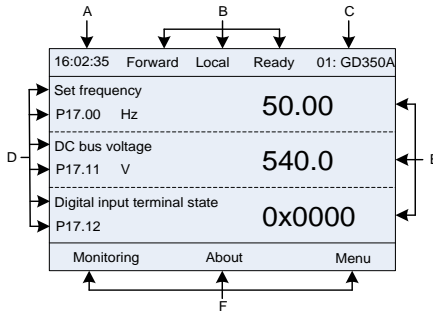 A B C
16:02:35 Forward Local Ready 01: GD350A
Set frequency
P17.00 Hz 50.00
DC bus voltage
D P17.11 V 540.0 E
Digital input terminal state
P17.12 0x0000
Monitoring About Menu
F